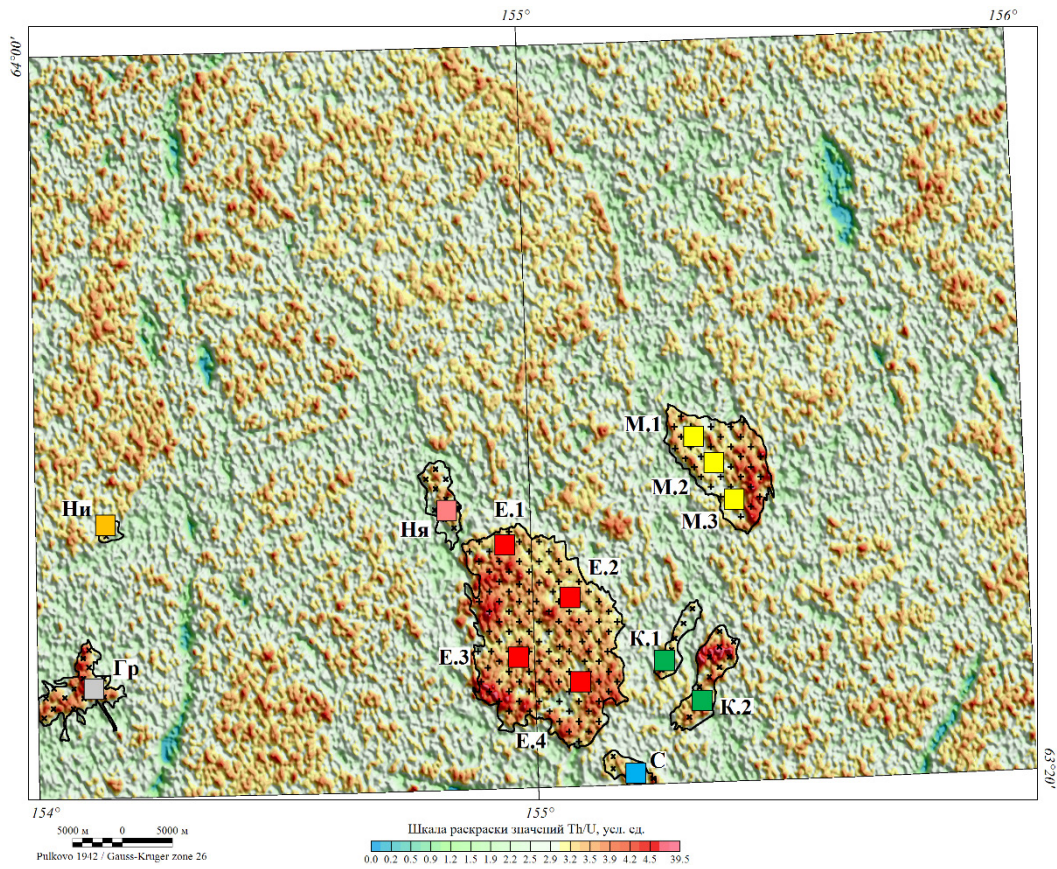 155° 156°
64° 00'
М.1
М.2
М.3
Ни
Ня
Е.1
Е.2
К.1
Е.3
Гр
К.2
Е.4
С
63° 20'
154° 155°
5000 м 0 5000 м
Pulkovo 1942 / Gauss-Kruger zone 26
Шкала раскраски значений Th/U, усл. ед.
0.0 0.2 0.5 0.9 1.2 1.5 1.9 2.2 2.5 2.9 3.2 3.5 3.9 4.2 4.5 39.5